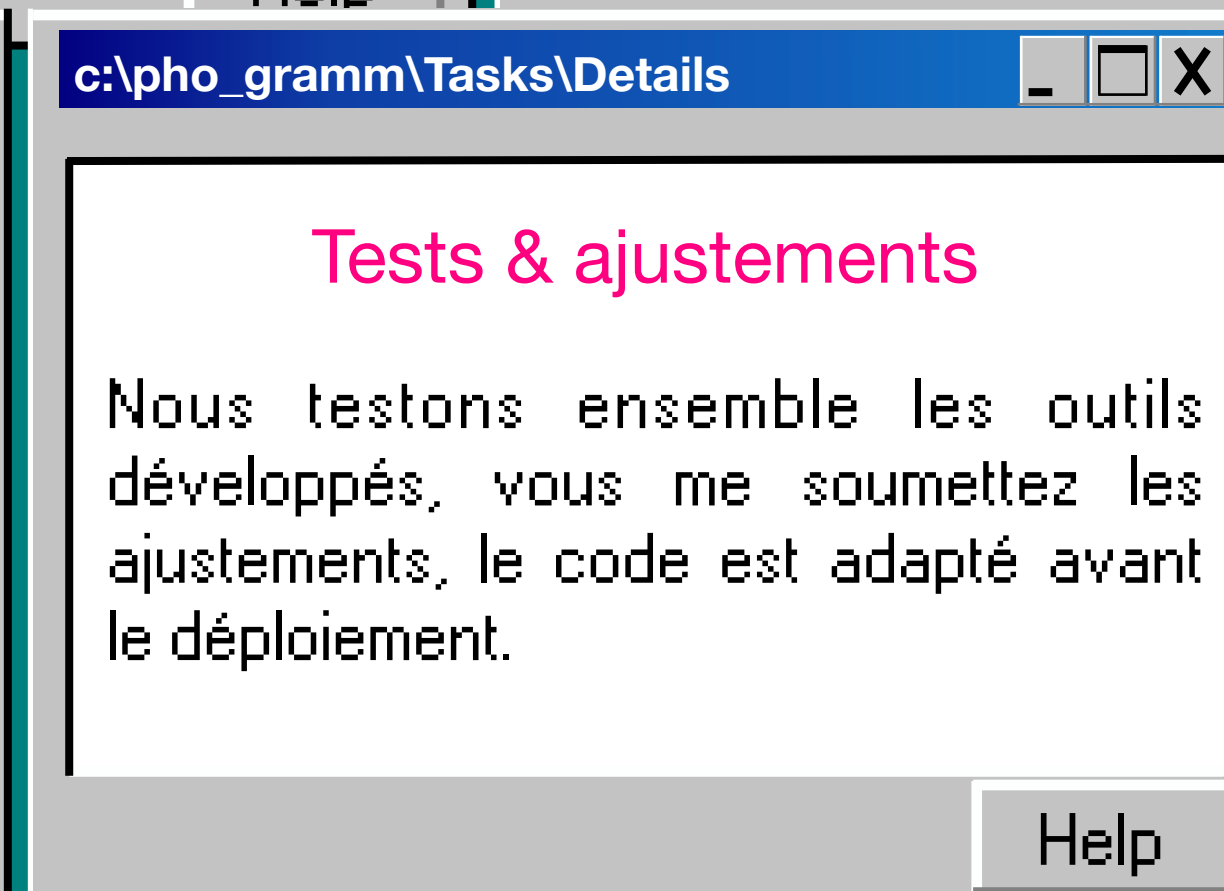 Help
c:\pho_gramm\Tasks\Details
Tests & ajustements
Nous testons ensemble les outils
développés, vous me soumettez les
ajustements, le code est adapté avant
le déploiement.
Help